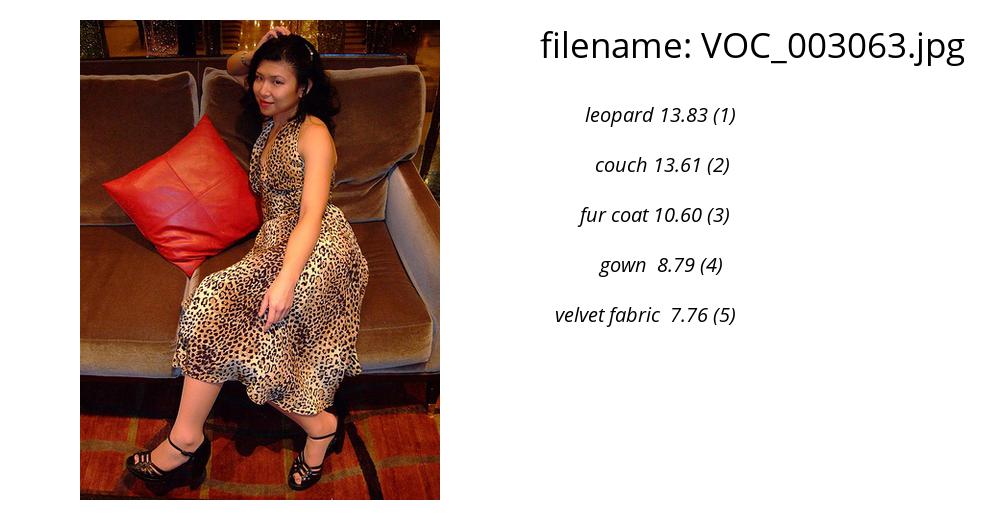 filename: VOC_003063.jpg
leopard 13.83 (1)
couch 13.61 (2)
fur coat 10.60 (3)
gown 8.79 (4)
velvet fabric 7.76 (5)